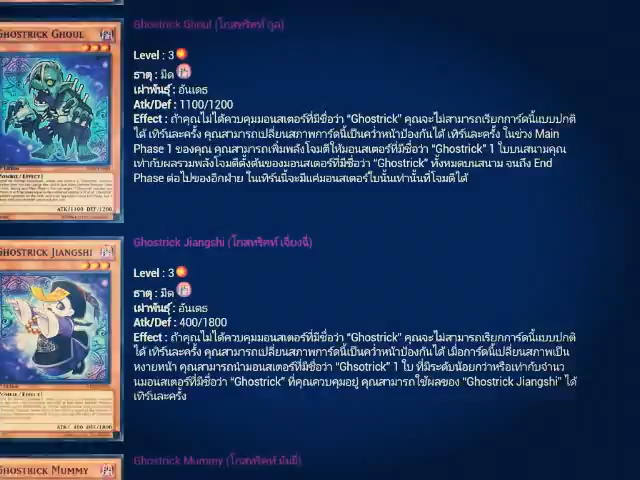 Ghostrick Ghoul (โกสทริคท์ กูล)
GHOSTRICK GHOUL
Level : 3
ธาตุ : มืด
เผ่าพันธุ์ : อันเดธ
Atk/Def : 1100/1200
Effect : ถ้าคุณไม่ได้ควบคุมมอนสเตอร์ที่มีชื่อว่า “Ghostrick” คุณจะไม่สามารถเรียกการ์ดนี้แบบปกติ
ได้ เทิร์นละครั้ง คุณสามารถเปลี่ยนสภาพการ์ดนี้เป็นคว่ำหน้าป้องกันได้ เทิร์นละครั้ง ในช่วง Main
Phase 1 ของคุณ คุณสามารถเพิ่มพลังโจมตีให้มอนสเตอร์ที่มีชื่อว่า “Ghostrick” 1 ใบบนสนามคุณ
เท่ากับผลรวมพลังโจมตีดั้งเดิมของมอนสเตอร์ที่มีชื่อว่า “Ghostrick” ทั้งหมดบนสนาม จนถึง End
Phase ต่อไปของอีกฝ่าย ในเทิร์นนี้จะมีแค่มอนสเตอร์ใบนั้นเท่านั้นที่โจมตีได้
ATK/1100 DEF/1200
Ghostrick Jiangshi (โกสทริคท์ เจี่ยงฉี)
GHOSTRICK JIANGSHI
Level : 3
ธาตุ : มืด
เผ่าพันธุ์ : อันเดธ
Atk/Def : 400/1800
Effect : ถ้าคุณไม่ได้ควบคุมมอนสเตอร์ที่มีชื่อว่า “Ghostrick” คุณจะไม่สามารถเรียกการ์ดนี้แบบปกติ
ได้ เทิร์นละครั้ง คุณสามารถเปลี่ยนสภาพการ์ดนี้เป็นคว่ำหน้าป้องกันได้ เมื่อการ์ดนี้เปลี่ยนสภาพเป็น
หงายหน้า คุณสามารถนำมอนสเตอร์ที่มีชื่อว่า “Ghostrick” 1 ใบ ที่มีระดับน้อยกว่าหรือเท่ากับจำนว
นมอนสเตอร์ที่มีชื่อว่า “Ghostrick” ที่คุณควบคุมอยู่ คุณสามารถใช้ผลของ “Ghostrick Jiangshi” ได้
เทิร์นละครั้ง
ATK/ 400 DEF/1800
Ghostrick Mummy (โกสทริคท์ มัมมี่)
GHOSTRICK MUMMY